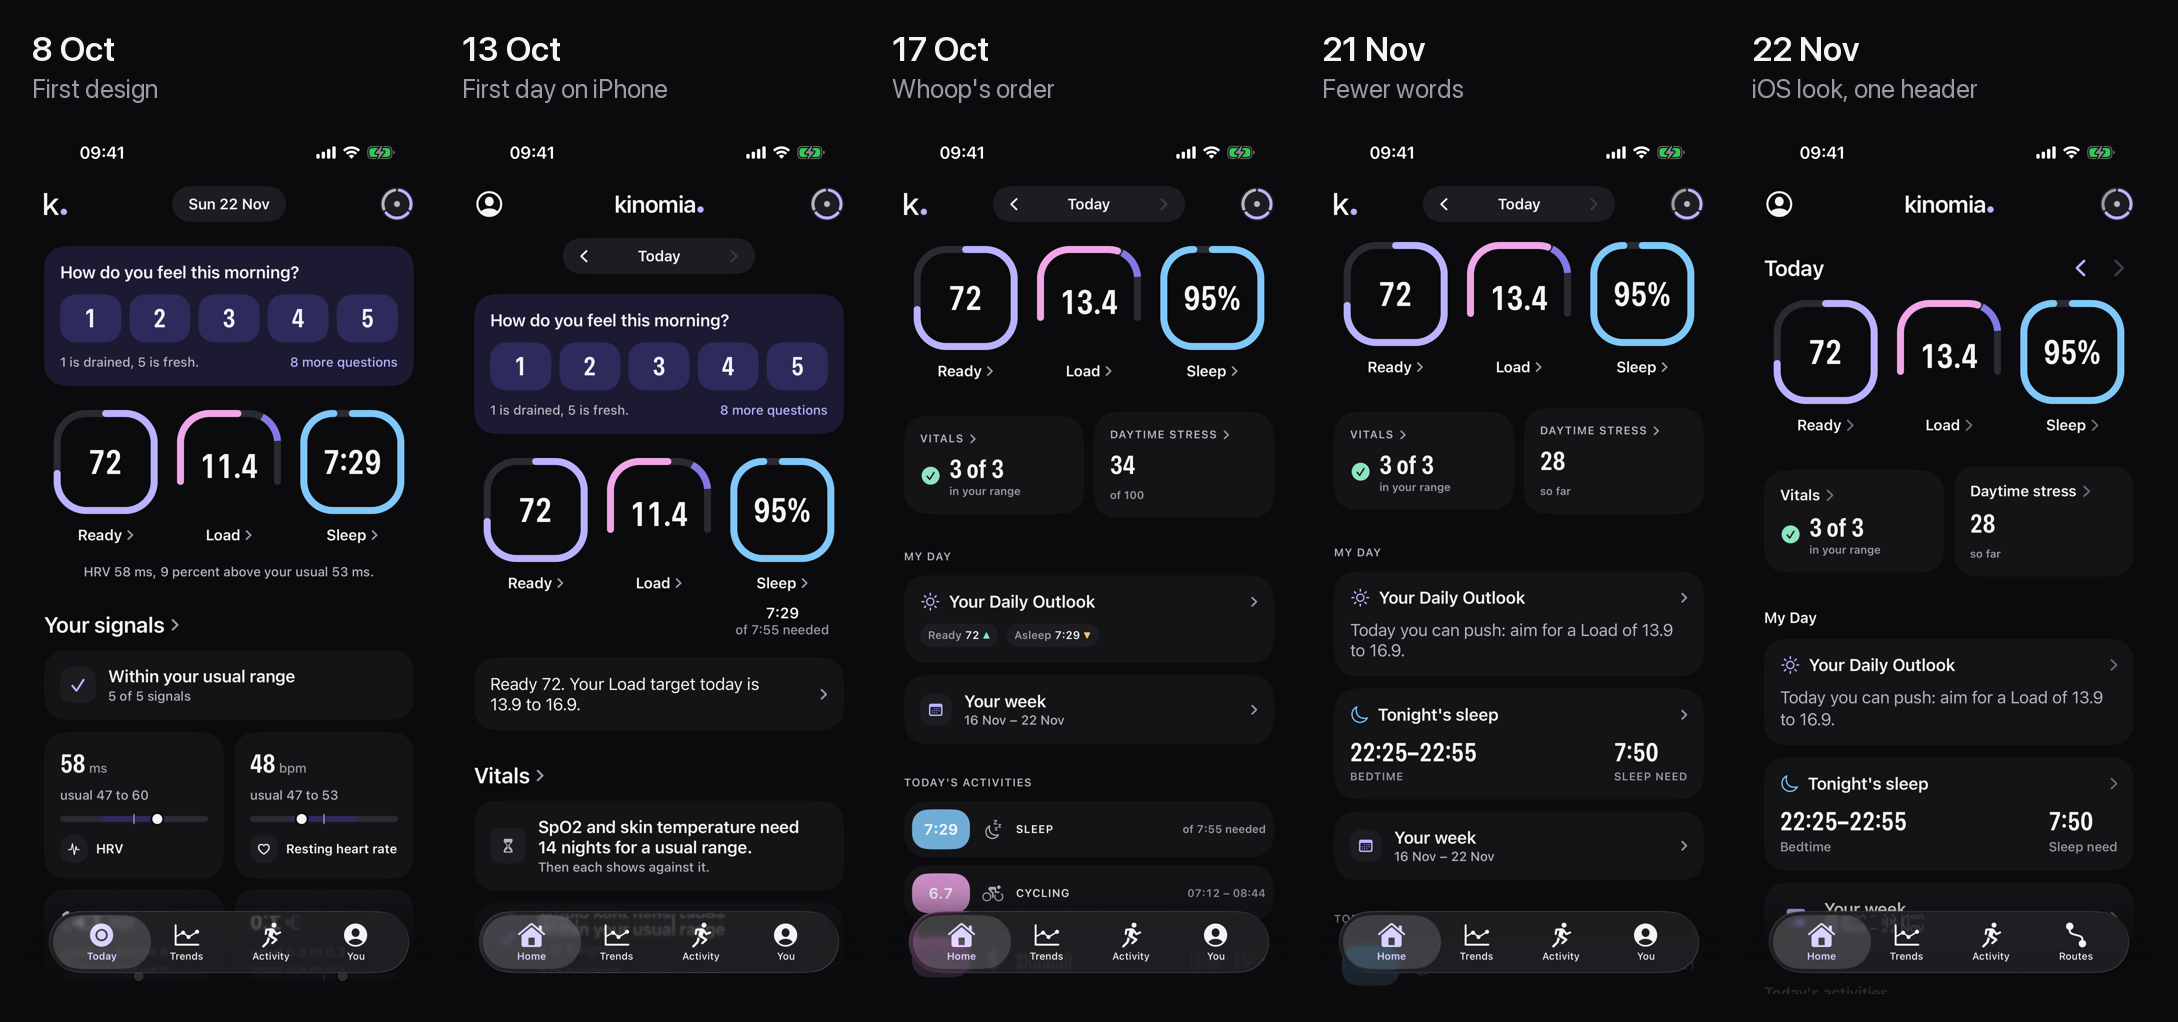 8 Oct
First design
09:41
k.
Sun 22 Nov
How do you feel this morning?
1 2 3 4 5
1 is drained, 5 is fresh. 8 more questions
72 11.4 7:29
Ready Load Sleep
HRV 58 ms, 9 percent above your usual 53 ms.
Your signals
Within your usual range
5 of 5 signals
58 ms
usual 47 to 60
HRV
48 bpm
usual 47 to 53
Resting heart rate
Today Trends Activity You
13 Oct
First day on iPhone
09:41
kinomia.
Today
How do you feel this morning?
1 2 3 4 5
1 is drained, 5 is fresh. 8 more questions
72 11.4 95%
Ready Load Sleep
7:29
of 7:55 needed
Ready 72. Your Load target today is
13.9 to 16.9.
Vitals
SpO2 and skin temperature need
14 nights for a usual range.
Then each shows against it.
Within your usual range
Home Trends Activity You
17 Oct
Whoop's order
09:41
k.
Today
72 13.4 95%
Ready Load Sleep
VITALS
3 of 3
in your range
DAYTIME STRESS
34
of 100
MY DAY
Your Daily Outlook
Ready 72 Asleep 7:29
Your week
16 Nov – 22 Nov
TODAY'S ACTIVITIES
7:29 SLEEP of 7:55 needed
6.7 CYCLING 07:12 – 08:44
Home Trends Activity You
21 Nov
Fewer words
09:41
k.
Today
72 13.4 95%
Ready Load Sleep
VITALS
3 of 3
in your range
DAYTIME STRESS
28
so far
MY DAY
Your Daily Outlook
Today you can push: aim for a Load of 13.9
to 16.9.
Tonight's sleep
22:25–22:55 7:50
BEDTIME SLEEP NEED
Your week
16 Nov – 22 Nov
Home Trends Activity You
22 Nov
iOS look, one header
09:41
kinomia.
Today
72 13.4 95%
Ready Load Sleep
Vitals
3 of 3
in your range
Daytime stress
28
so far
My Day
Your Daily Outlook
Today you can push: aim for a Load of 13.9
to 16.9.
Tonight's sleep
22:25–22:55 7:50
Bedtime Sleep need
Your week
Home Trends Activity Routes
Today's activities